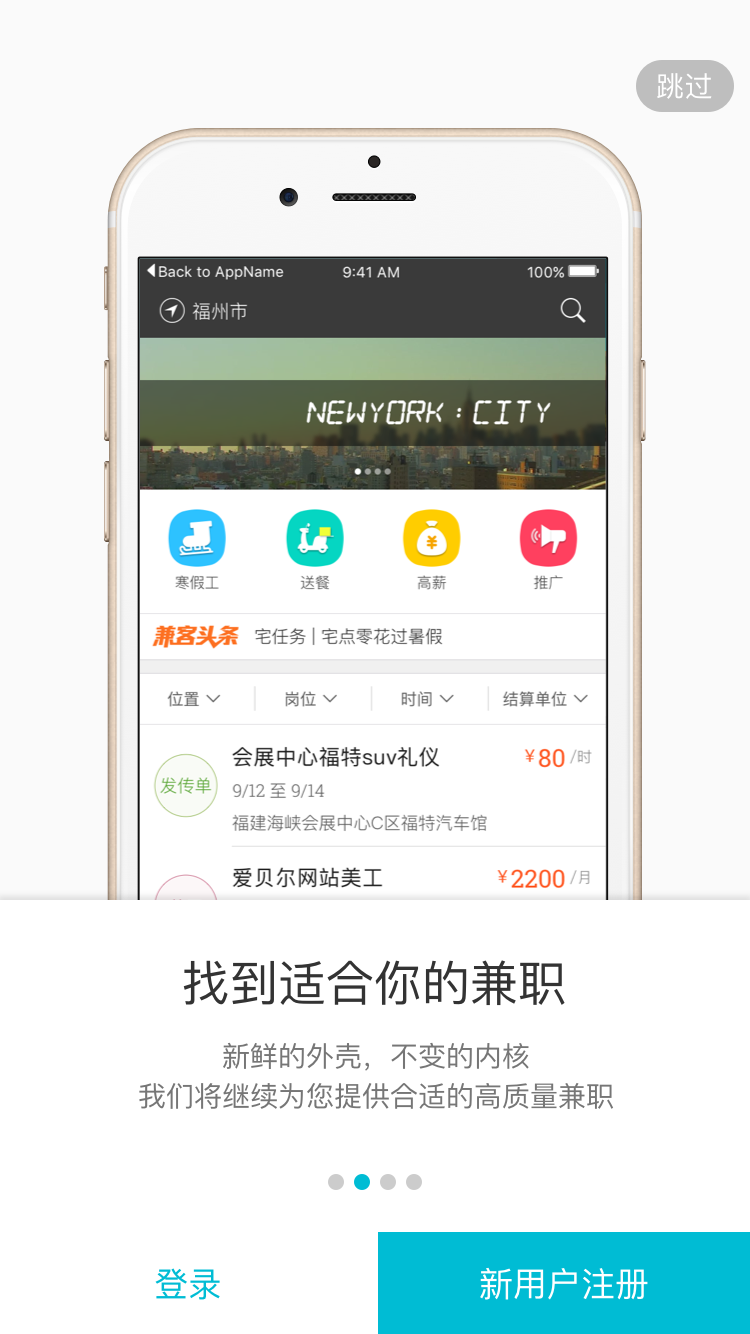 跳过
Back to AppName 9:41 AM 100%
福州市
NEWYORK : CITY
寒假工 送餐 高薪 推广
兼客头条 宅任务 | 宅点零花过暑假
位置 岗位 时间 结算单位
会展中心福特suv礼仪 ¥80/时
发传单 9/12 至 9/14
福建海峡会展中心C区福特汽车馆
爱贝尔网站美工 ¥2200/月
找到适合你的兼职
新鲜的外壳，不变的内核
我们将继续为您提供合适的高质量兼职
登录 新用户注册